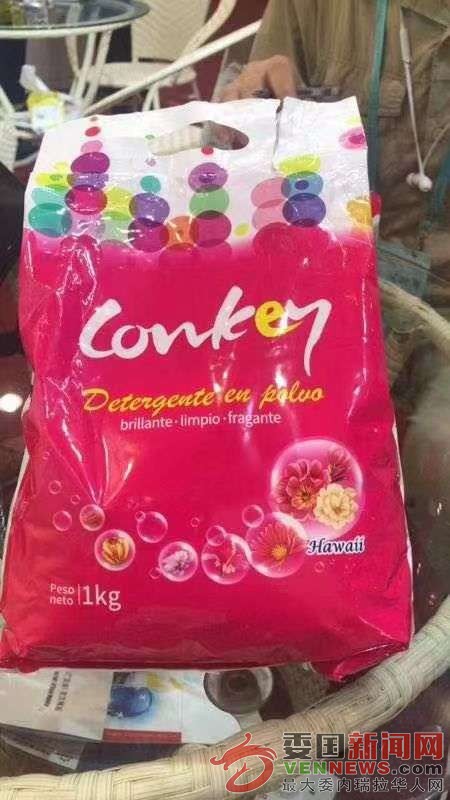 Conkey
Detergente en polvo
brillante·limpio·fragante
Hawaii
Peso
neto
1kg
委国新闻网
VENNEWS.COM
最大委内瑞拉华人网